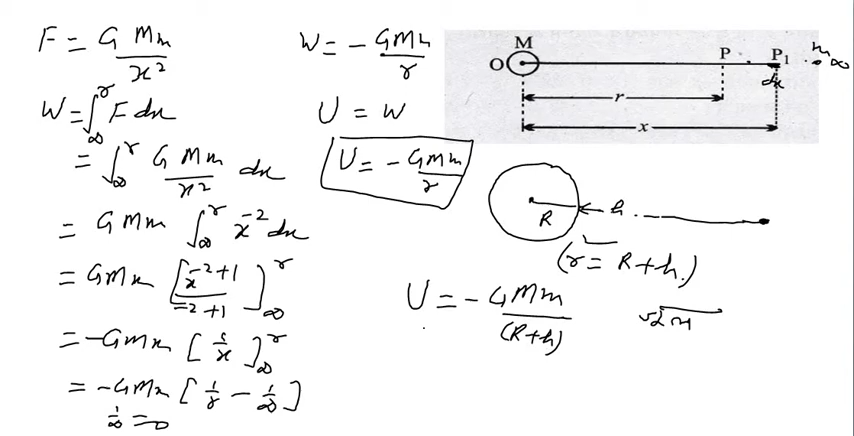 F = G Mm / x²
W = ∫∞^r F dx
= ∫∞^r G Mm / x² dx
= GMm ∫∞^r x⁻² dx
= GMm [x⁻²⁺¹ / −2+1]∞^r
= −GMm [1/x]∞^r
= −GMm [1/r − 1/∞]
1/∞ = 0
W = − GMm / r
U = W
U = − GMm / r
M
O
P
P₁
m
∞
dx
r
x
R
h
(r = R+h)
U = − GMm / (R+h)